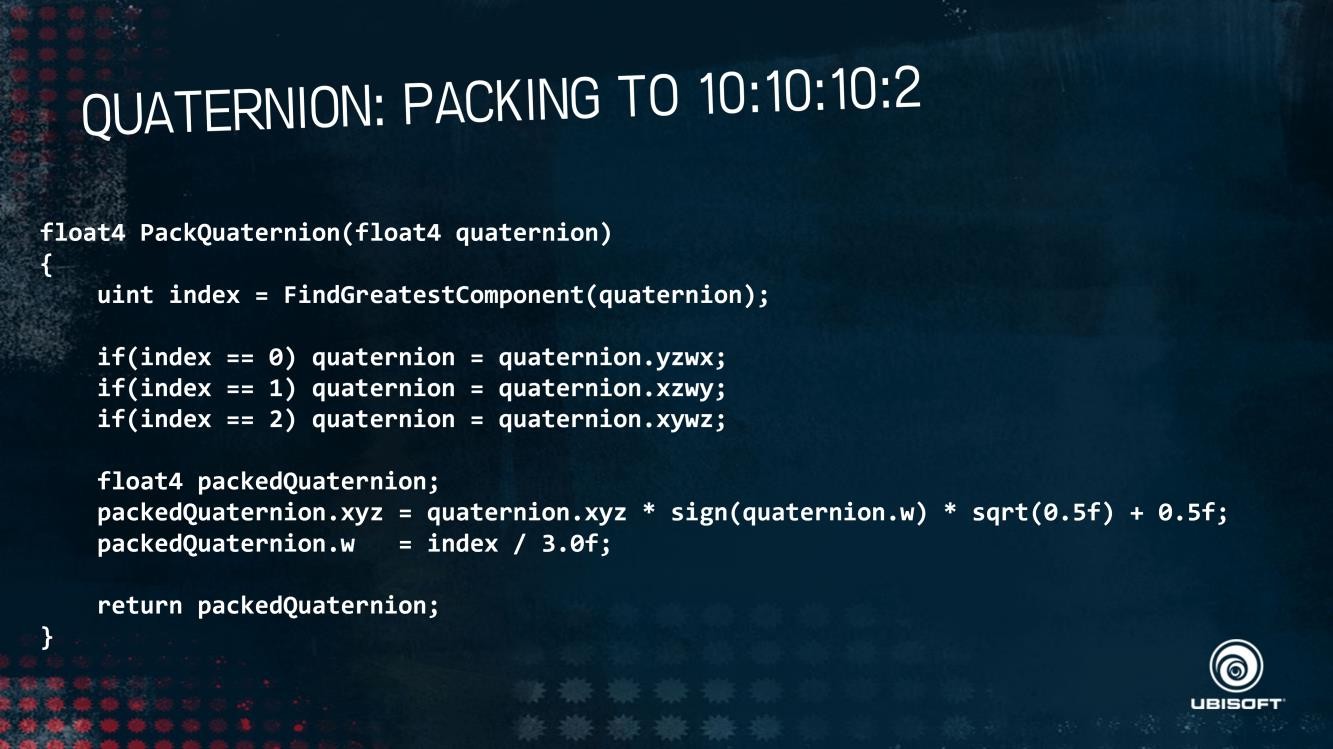 QUATERNION: PACKING TO 10:10:10:2
float4 PackQuaternion(float4 quaternion)
{
    uint index = FindGreatestComponent(quaternion);
    if(index == 0) quaternion = quaternion.yzwx;
    if(index == 1) quaternion = quaternion.xzwy;
    if(index == 2) quaternion = quaternion.xywz;
    float4 packedQuaternion;
    packedQuaternion.xyz = quaternion.xyz * sign(quaternion.w) * sqrt(0.5f) + 0.5f;
    packedQuaternion.w   = index / 3.0f;
    return packedQuaternion;
}
UBISOFT